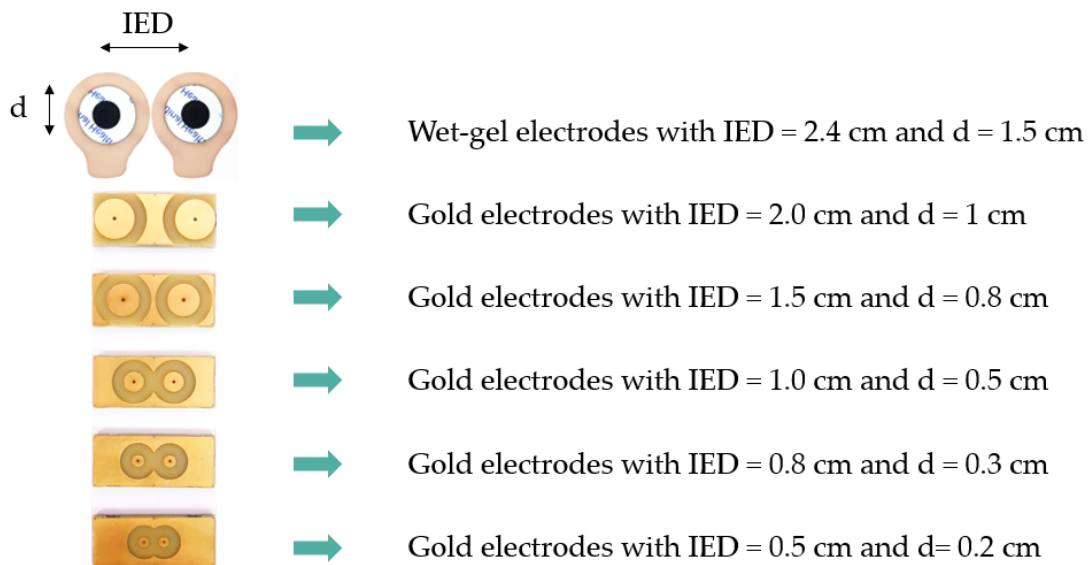 IED
d
Wet-gel electrodes with IED = 2.4 cm and d = 1.5 cm
Gold electrodes with IED = 2.0 cm and d = 1 cm
Gold electrodes with IED = 1.5 cm and d = 0.8 cm
Gold electrodes with IED = 1.0 cm and d = 0.5 cm
Gold electrodes with IED = 0.8 cm and d = 0.3 cm
Gold electrodes with IED = 0.5 cm and d= 0.2 cm